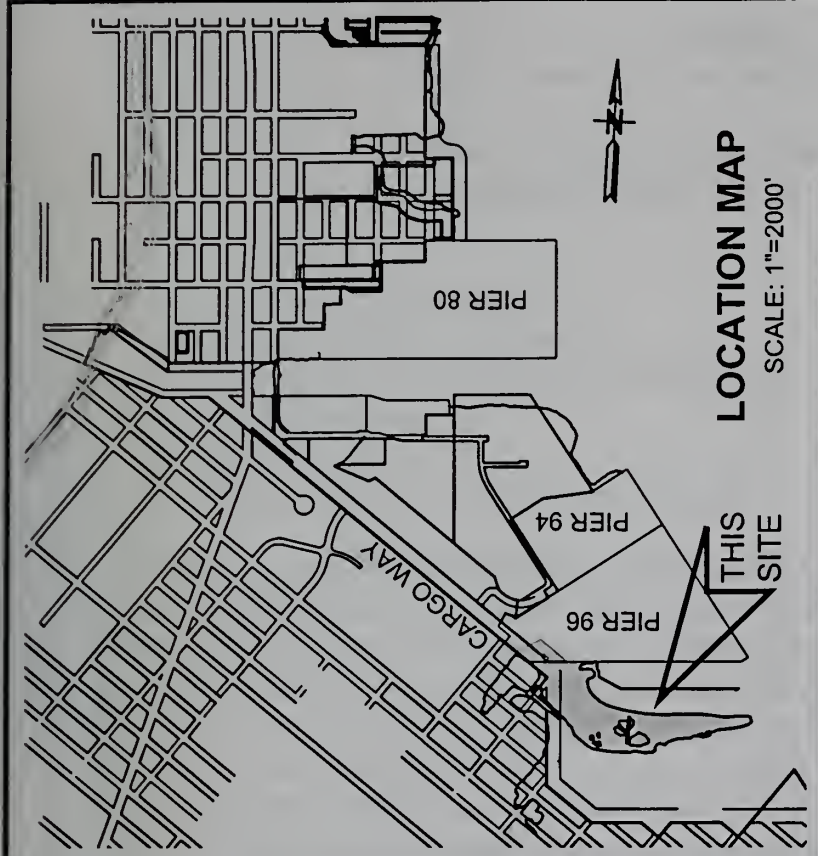 N
PIER 80
LOCATION MAP
SCALE: 1"=2000'
PIER 94
CARGO WAY
PIER 96
THIS
SITE